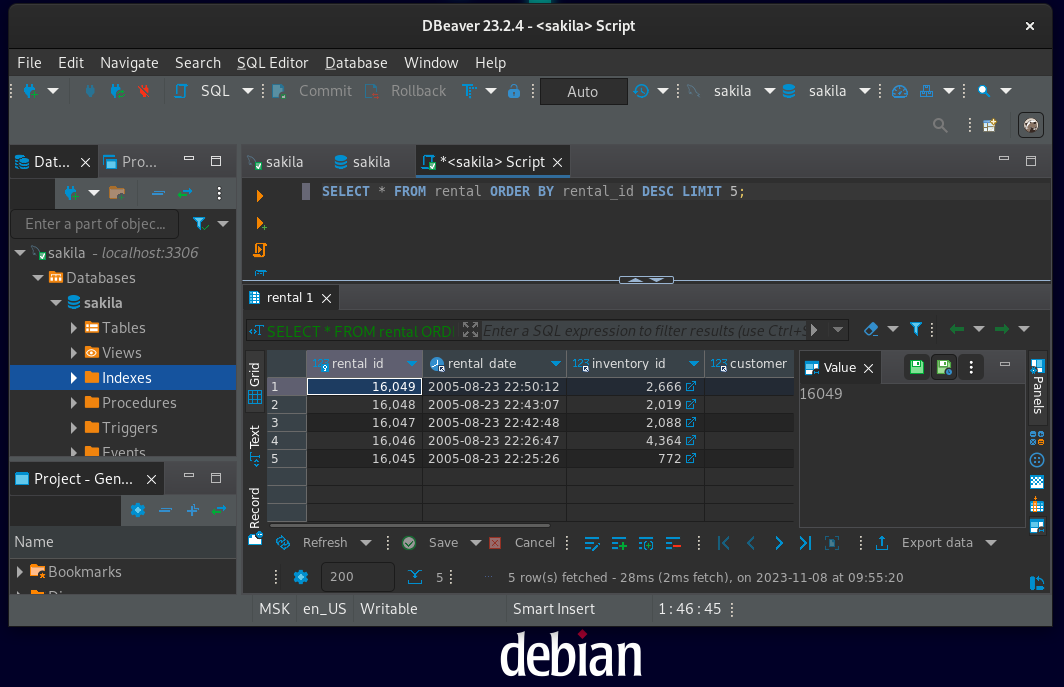 DBeaver 23.2.4 - <sakila> Script
File Edit Navigate Search SQL Editor Database Window Help
SQL Commit Rollback Auto sakila sakila
Dat... Pro... sakila sakila *<sakila> Script
SELECT * FROM rental ORDER BY rental_id DESC LIMIT 5;
Enter a part of objec...
sakila - localhost:3306
Databases
sakila
Tables
Views
Indexes
Procedures
Triggers
Events
rental 1
SELECT * FROM rental ORD Enter a SQL expression to filter results (use Ctrl+S
Grid
Text
Record
rental_id rental_date inventory_id customer
1 16,049 2005-08-23 22:50:12 2,666
2 16,048 2005-08-23 22:43:07 2,019
3 16,047 2005-08-23 22:42:48 2,088
4 16,046 2005-08-23 22:26:47 4,364
5 16,045 2005-08-23 22:25:26 772
Value
16049
Panels
Project - Gen...
Name
Bookmarks
Refresh Save Cancel Export data
200 5 5 row(s) fetched - 28ms (2ms fetch), on 2023-11-08 at 09:55:20
MSK en_US Writable Smart Insert 1 : 46 : 45
debian